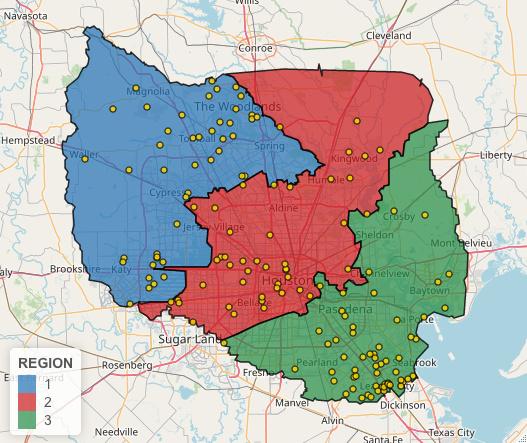 Navasota
Willis
Conroe
Cleveland
Magnolia
The Woodlands
Hempstead
Tomball
Spring
Waller
Kingwood
Liberty
Humble
Cypress
Aldine
Crosby
Jersey Village
Sheldon
Mont Belvieu
Brookshire
Katy
Channelview
Houston
Baytown
Pasadena
La Porte
Sugar Land
Pearland
Seabrook
Rosenberg
Fresno
League City
Manvel
Dickinson
Alvin
Needville
Texas City
Santa Fe
REGION
1
2
3